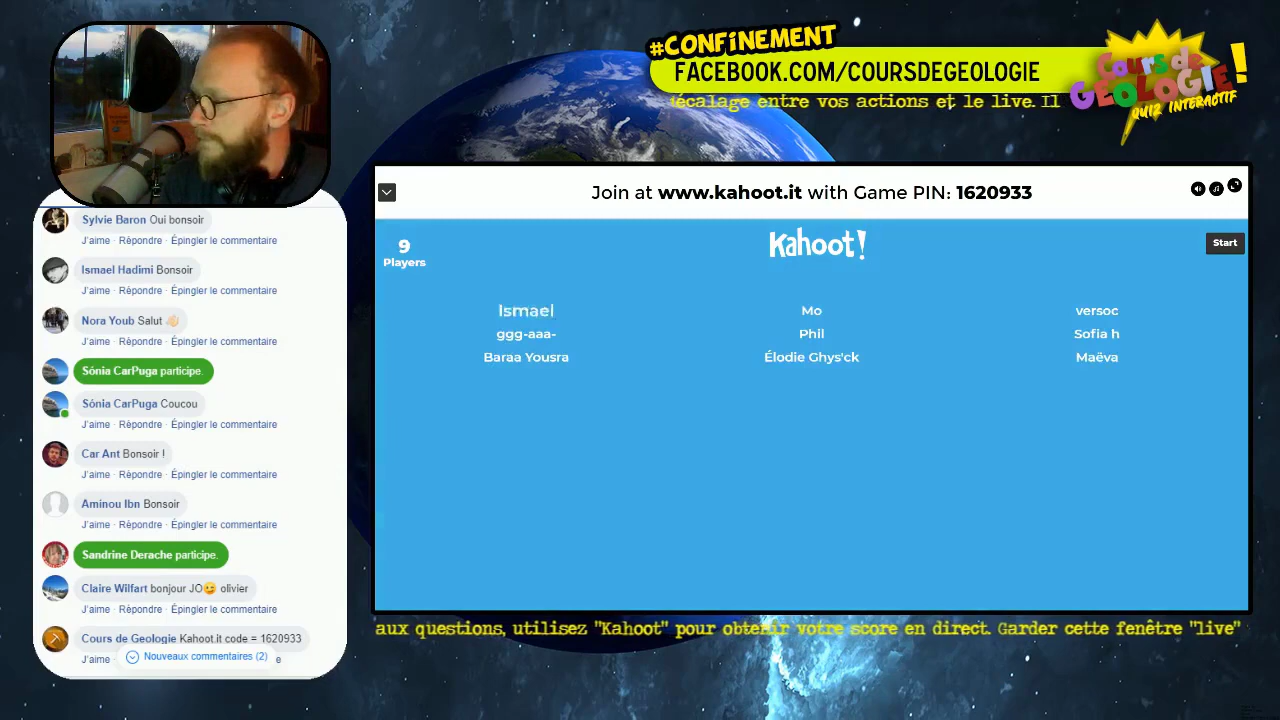 #CONFINEMENT
FACEBOOK.COM/COURSDEGEOLOGIE
Cours de
GEOLOGIE!
QUIZ INTERACTIF
écalage entre vos actions et le live. Il
Join at www.kahoot.it with Game PIN: 1620933
9
Players
Kahoot!
Start
Ismael
Mo
versoc
ggg-aaa-
Phil
Sofia h
Baraa Yousra
Élodie Ghys'ck
Maëva
Sylvie Baron Oui bonsoir
J'aime · Répondre · Épingler le commentaire
Ismael Hadimi Bonsoir
J'aime · Répondre · Épingler le commentaire
Nora Youb Salut 👋🏻
J'aime · Répondre · Épingler le commentaire
Sónia CarPuga participe.
Sónia CarPuga Coucou
J'aime · Répondre · Épingler le commentaire
Car Ant Bonsoir !
J'aime · Répondre · Épingler le commentaire
Aminou Ibn Bonsoir
J'aime · Répondre · Épingler le commentaire
Sandrine Derache participe.
Claire Wilfart bonjour JO😉 olivier
J'aime · Répondre · Épingler le commentaire
Cours de Geologie Kahoot.it code = 1620933
J'aime
Nouveaux commentaires (2)
aux questions, utilisez "Kahoot" pour obtenir votre score en direct. Garder cette fenêtre "live"